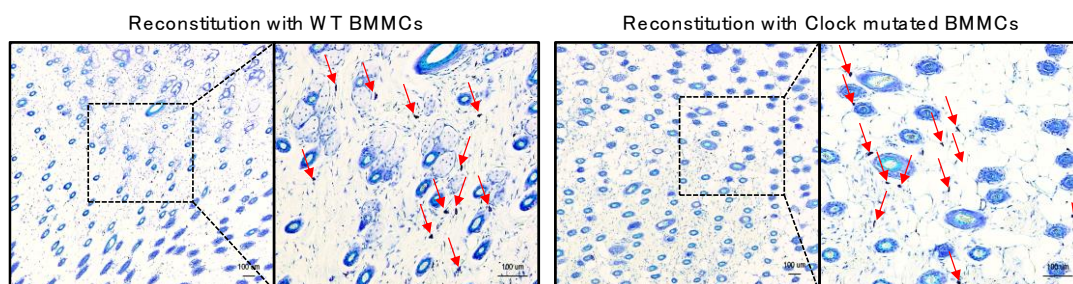 Reconstitution with WT BMMCs
Reconstitution with Clock mutated BMMCs
100 um
100 um
100 um
100 um